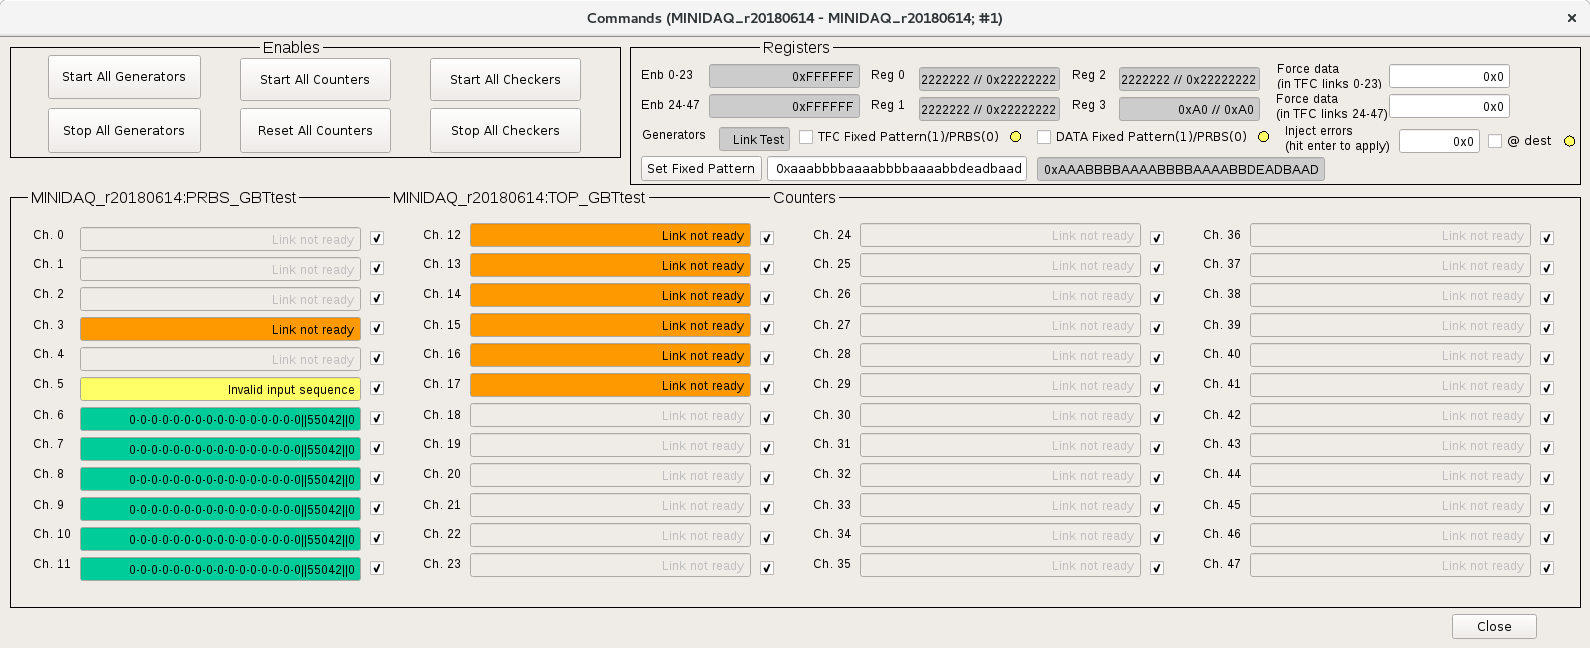 Commands (MINIDAQ_r20180614 - MINIDAQ_r20180614; #1)
Enables
Start All Generators
Start All Counters
Start All Checkers
Stop All Generators
Reset All Counters
Stop All Checkers
Registers
Enb 0-23 0xFFFFFF Reg 0 2222222 // 0x22222222 Reg 2 2222222 // 0x22222222 Force data (in TFC links 0-23) 0x0
Enb 24-47 0xFFFFFF Reg 1 2222222 // 0x22222222 Reg 3 0xA0 // 0xA0 Force data (in TFC links 24-47) 0x0
Generators Link Test TFC Fixed Pattern(1)/PRBS(0) DATA Fixed Pattern(1)/PRBS(0) Inject errors (hit enter to apply) 0x0 @ dest
Set Fixed Pattern 0xaaabbbbaaaabbbbaaaabbdeadbaad 0xAAABBBBAAAABBBBAAAABBDEADBAAD
MINIDAQ_r20180614:PRBS_GBTtest MINIDAQ_r20180614:TOP_GBTtest Counters
Ch. 0 Link not ready
Ch. 1 Link not ready
Ch. 2 Link not ready
Ch. 3 Link not ready
Ch. 4 Link not ready
Ch. 5 Invalid input sequence
Ch. 6 0-0-0-0-0-0-0-0-0-0-0-0-0-0-0-0||55042||0
Ch. 7 0-0-0-0-0-0-0-0-0-0-0-0-0-0-0-0||55042||0
Ch. 8 0-0-0-0-0-0-0-0-0-0-0-0-0-0-0-0||55042||0
Ch. 9 0-0-0-0-0-0-0-0-0-0-0-0-0-0-0-0||55042||0
Ch. 10 0-0-0-0-0-0-0-0-0-0-0-0-0-0-0-0||55042||0
Ch. 11 0-0-0-0-0-0-0-0-0-0-0-0-0-0-0-0||55042||0
Ch. 12 Link not ready
Ch. 13 Link not ready
Ch. 14 Link not ready
Ch. 15 Link not ready
Ch. 16 Link not ready
Ch. 17 Link not ready
Ch. 18 Link not ready
Ch. 19 Link not ready
Ch. 20 Link not ready
Ch. 21 Link not ready
Ch. 22 Link not ready
Ch. 23 Link not ready
Ch. 24 Link not ready
Ch. 25 Link not ready
Ch. 26 Link not ready
Ch. 27 Link not ready
Ch. 28 Link not ready
Ch. 29 Link not ready
Ch. 30 Link not ready
Ch. 31 Link not ready
Ch. 32 Link not ready
Ch. 33 Link not ready
Ch. 34 Link not ready
Ch. 35 Link not ready
Ch. 36 Link not ready
Ch. 37 Link not ready
Ch. 38 Link not ready
Ch. 39 Link not ready
Ch. 40 Link not ready
Ch. 41 Link not ready
Ch. 42 Link not ready
Ch. 43 Link not ready
Ch. 44 Link not ready
Ch. 45 Link not ready
Ch. 46 Link not ready
Ch. 47 Link not ready
Close